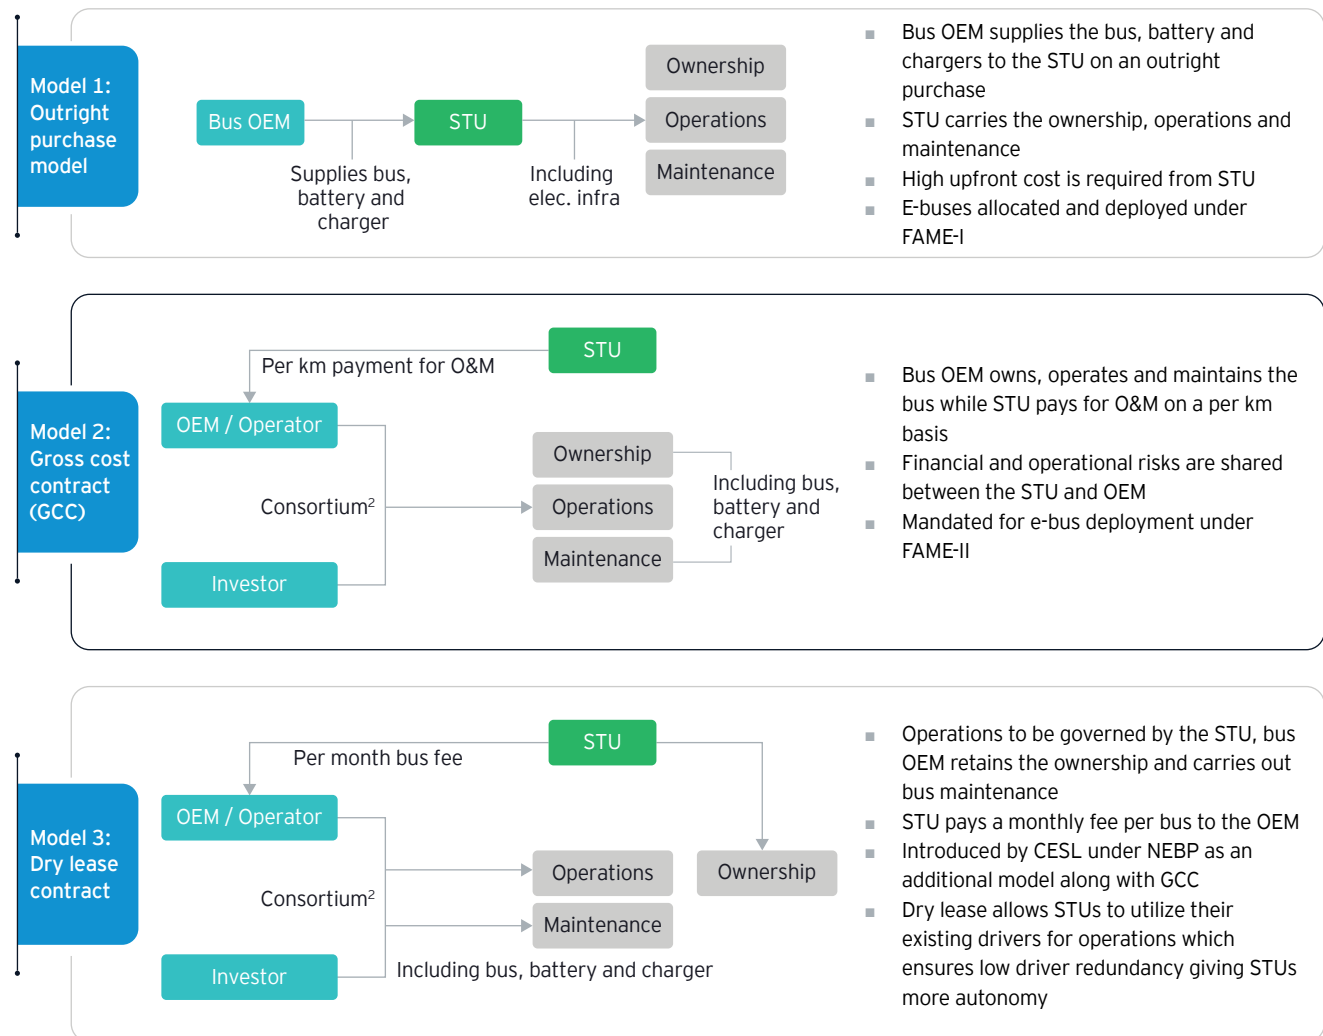 Model 1:
Outright
purchase
model
Bus OEM
STU
Supplies bus,
battery and
charger
Including
elec. infra
Ownership
Operations
Maintenance
■ Bus OEM supplies the bus, battery and
chargers to the STU on an outright
purchase
■ STU carries the ownership, operations and
maintenance
■ High upfront cost is required from STU
■ E-buses allocated and deployed under
FAME-I
Model 2:
Gross cost
contract
(GCC)
STU
Per km payment for O&M
OEM / Operator
Consortium²
Investor
Ownership
Operations
Maintenance
Including bus,
battery and
charger
■ Bus OEM owns, operates and maintains the
bus while STU pays for O&M on a per km
basis
■ Financial and operational risks are shared
between the STU and OEM
■ Mandated for e-bus deployment under
FAME-II
Model 3:
Dry lease
contract
STU
Per month bus fee
OEM / Operator
Consortium²
Investor
Operations
Maintenance
Ownership
Including bus, battery and charger
■ Operations to be governed by the STU, bus
OEM retains the ownership and carries out
bus maintenance
■ STU pays a monthly fee per bus to the OEM
■ Introduced by CESL under NEBP as an
additional model along with GCC
■ Dry lease allows STUs to utilize their
existing drivers for operations which
ensures low driver redundancy giving STUs
more autonomy